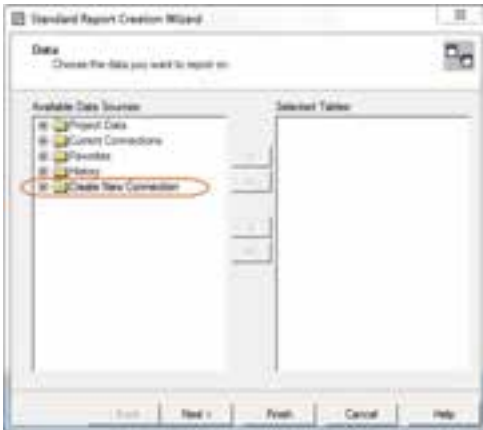 Standard Report Creation Wizard
Data
Choose the data you want to report on
Available Data Sources:
Selected Tables:
Project Data
Current Connections
Favorites
History
Create New Connection
Next >
Finish
Cancel
Help